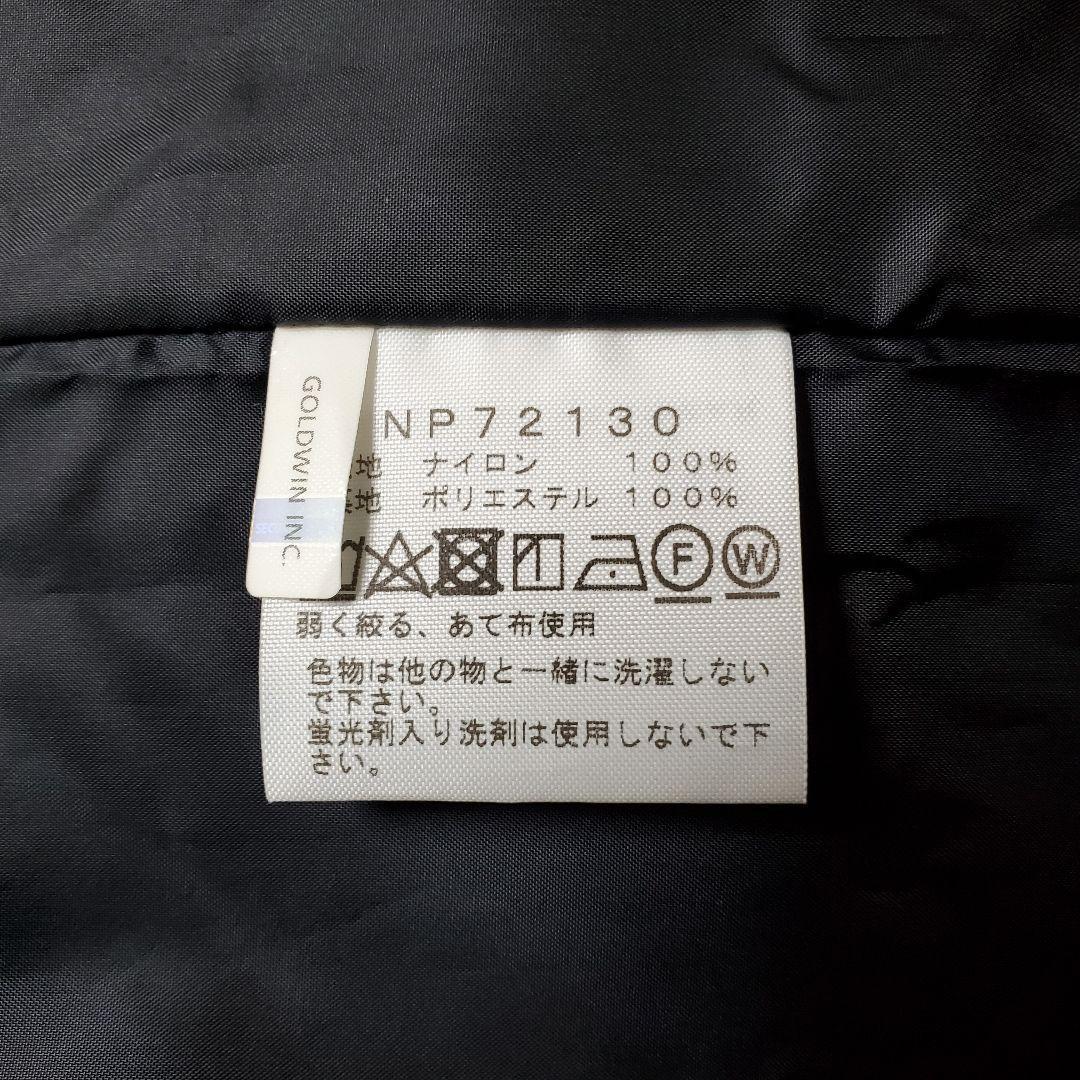 GOLDWIN INC.
SEC
NP72130
地 ナイロン 100%
地 ポリエステル 100%
F W
弱く絞る、あて布使用
色物は他の物と一緒に洗濯しない
で下さい。
蛍光剤入り洗剤は使用しないで下
さい。